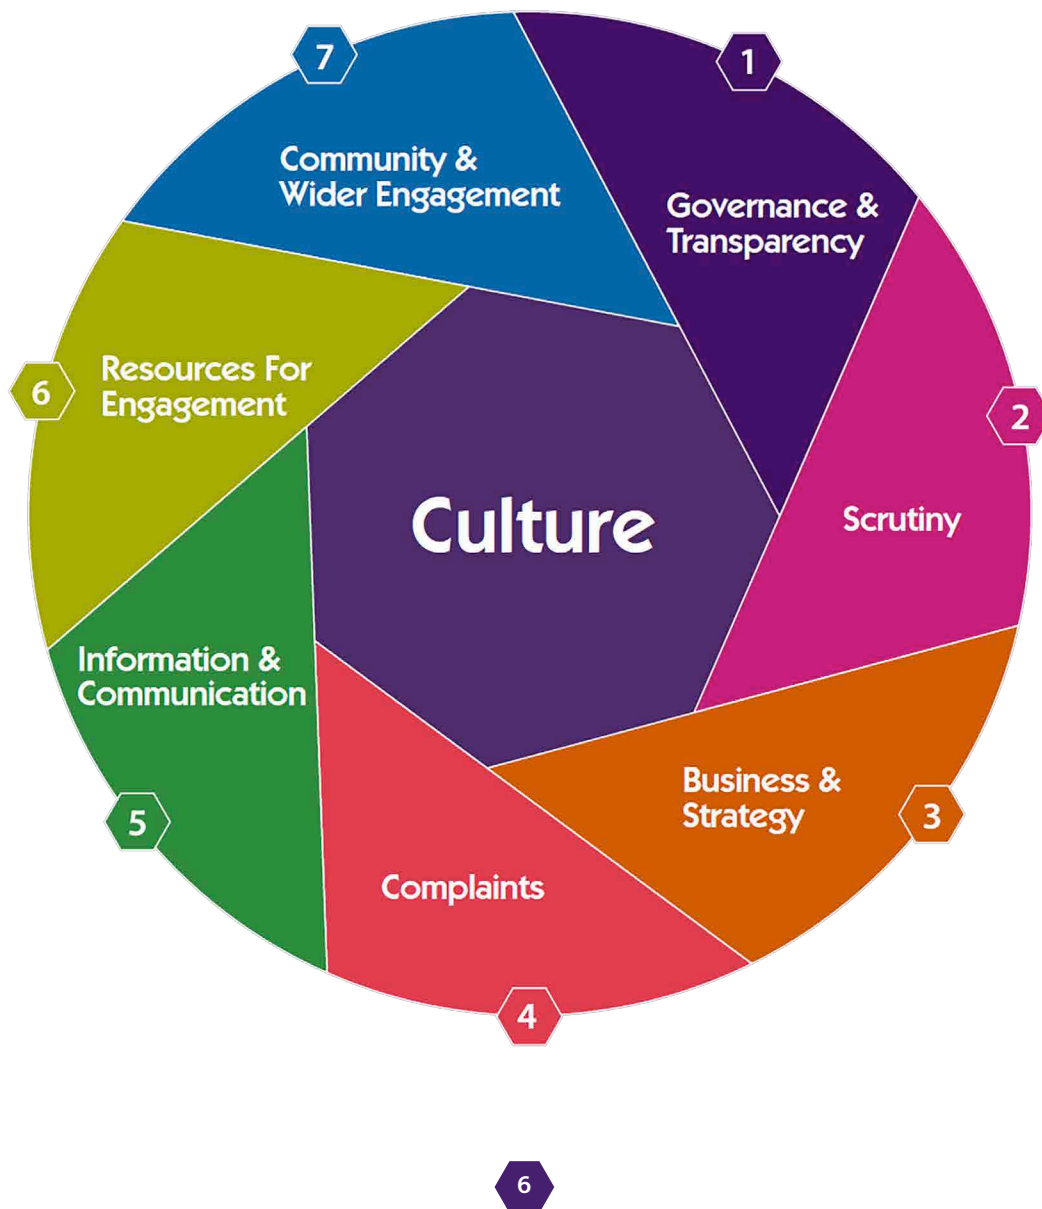 1
Governance &
Transparency
2
Scrutiny
3
Business &
Strategy
4
Complaints
5
Information &
Communication
6
Resources For
Engagement
7
Community &
Wider Engagement
Culture
6